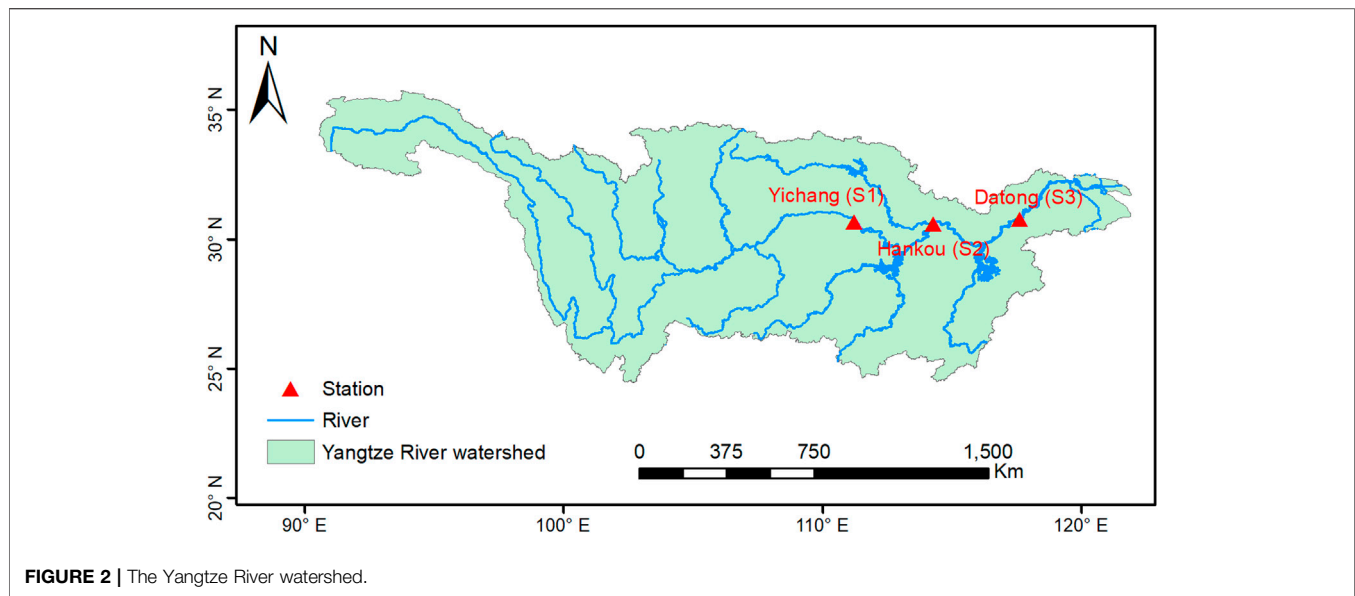 N
35° N
30° N
25° N
20° N
Yichang (S1)
Datong (S3)
Hankou (S2)
Station
River
Yangtze River watershed
0 375 750 1,500
Km
90° E 100° E 110° E 120° E
FIGURE 2 | The Yangtze River watershed.